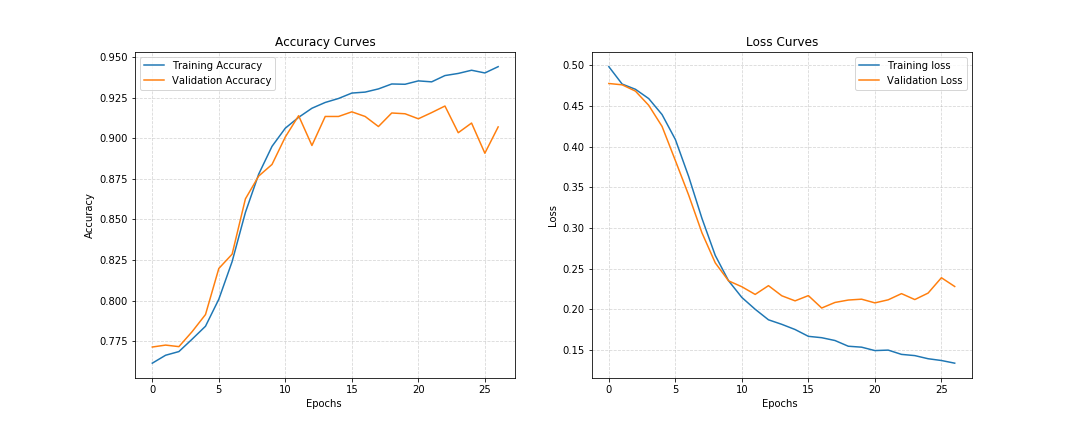 Accuracy Curves
Training Accuracy
Validation Accuracy
0.950
0.925
0.900
0.875
0.850
0.825
0.800
0.775
Accuracy
0 5 10 15 20 25
Epochs
Loss Curves
Training loss
Validation Loss
0.50
0.45
0.40
0.35
0.30
0.25
0.20
0.15
Loss
0 5 10 15 20 25
Epochs